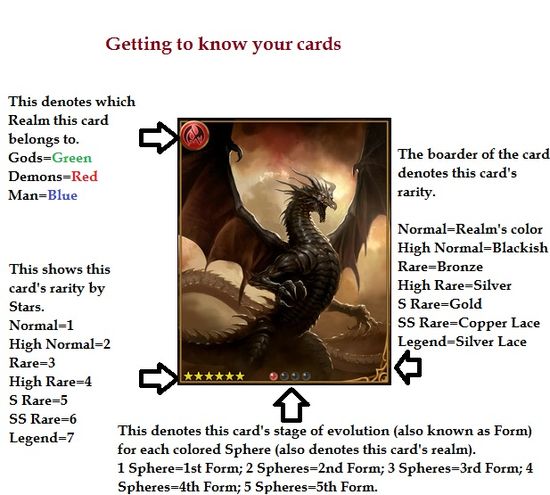 Getting to know your cards
This denotes which
Realm this card
belongs to.
Gods=Green
Demons=Red
Man=Blue
The boarder of the card
denotes this card's
rarity.
Normal=Realm's color
High Normal=Blackish
Rare=Bronze
High Rare=Silver
S Rare=Gold
SS Rare=Copper Lace
Legend=Silver Lace
This shows this
card's rarity by
Stars.
Normal=1
High Normal=2
Rare=3
High Rare=4
S Rare=5
SS Rare=6
Legend=7
This denotes this card's stage of evolution (also known as Form)
for each colored Sphere (also denotes this card's realm).
1 Sphere=1st Form; 2 Spheres=2nd Form; 3 Spheres=3rd Form; 4
Spheres=4th Form; 5 Spheres=5th Form.